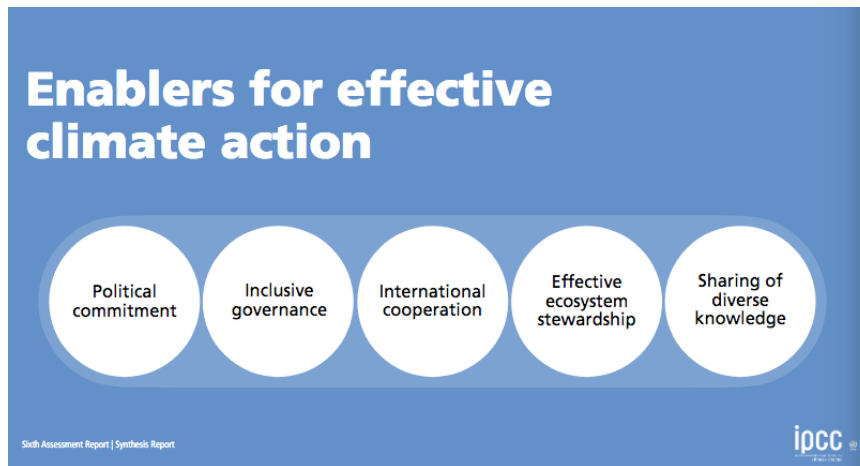 Enablers for effective
climate action
Political
commitment
Inclusive
governance
International
cooperation
Effective
ecosystem
stewardship
Sharing of
diverse
knowledge
Sixth Assessment Report | Synthesis Report
ipcc